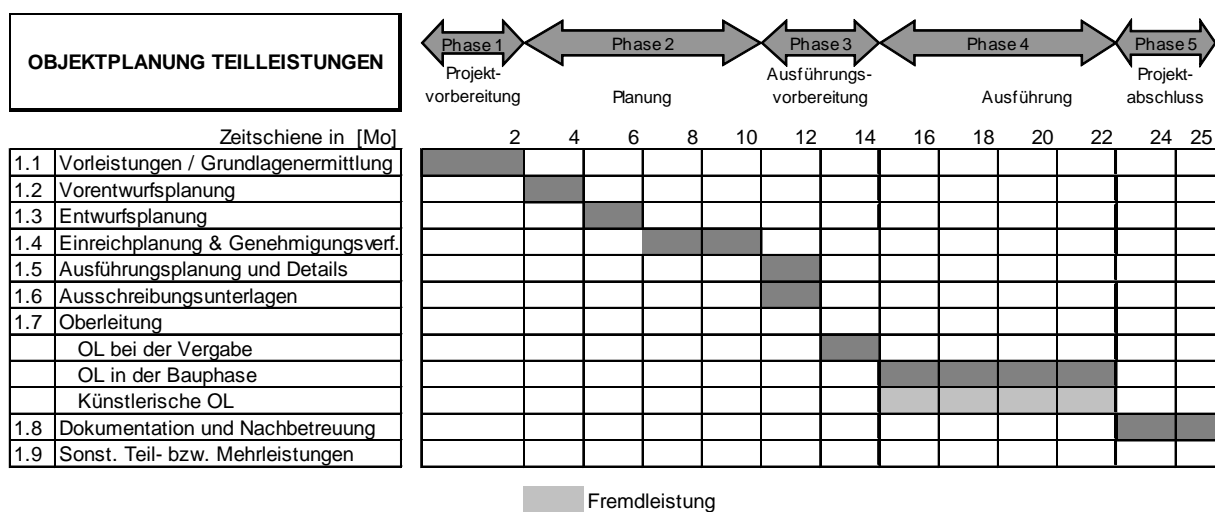 OBJEKTPLANUNG TEILLEISTUNGEN
Phase 1 Phase 2 Phase 3 Phase 4 Phase 5
Projekt-
vorbereitung
Planung
Ausführungs-
vorbereitung
Ausführung
Projekt-
abschluss
Zeitschiene in [Mo] 2 4 6 8 10 12 14 16 18 20 22 24 25
1.1 Vorleistungen / Grundlagenermittlung
1.2 Vorentwurfsplanung
1.3 Entwurfsplanung
1.4 Einreichplanung & Genehmigungsverf.
1.5 Ausführungsplanung und Details
1.6 Ausschreibungsunterlagen
1.7 Oberleitung
OL bei der Vergabe
OL in der Bauphase
Künstlerische OL
1.8 Dokumentation und Nachbetreuung
1.9 Sonst. Teil- bzw. Mehrleistungen
Fremdleistung